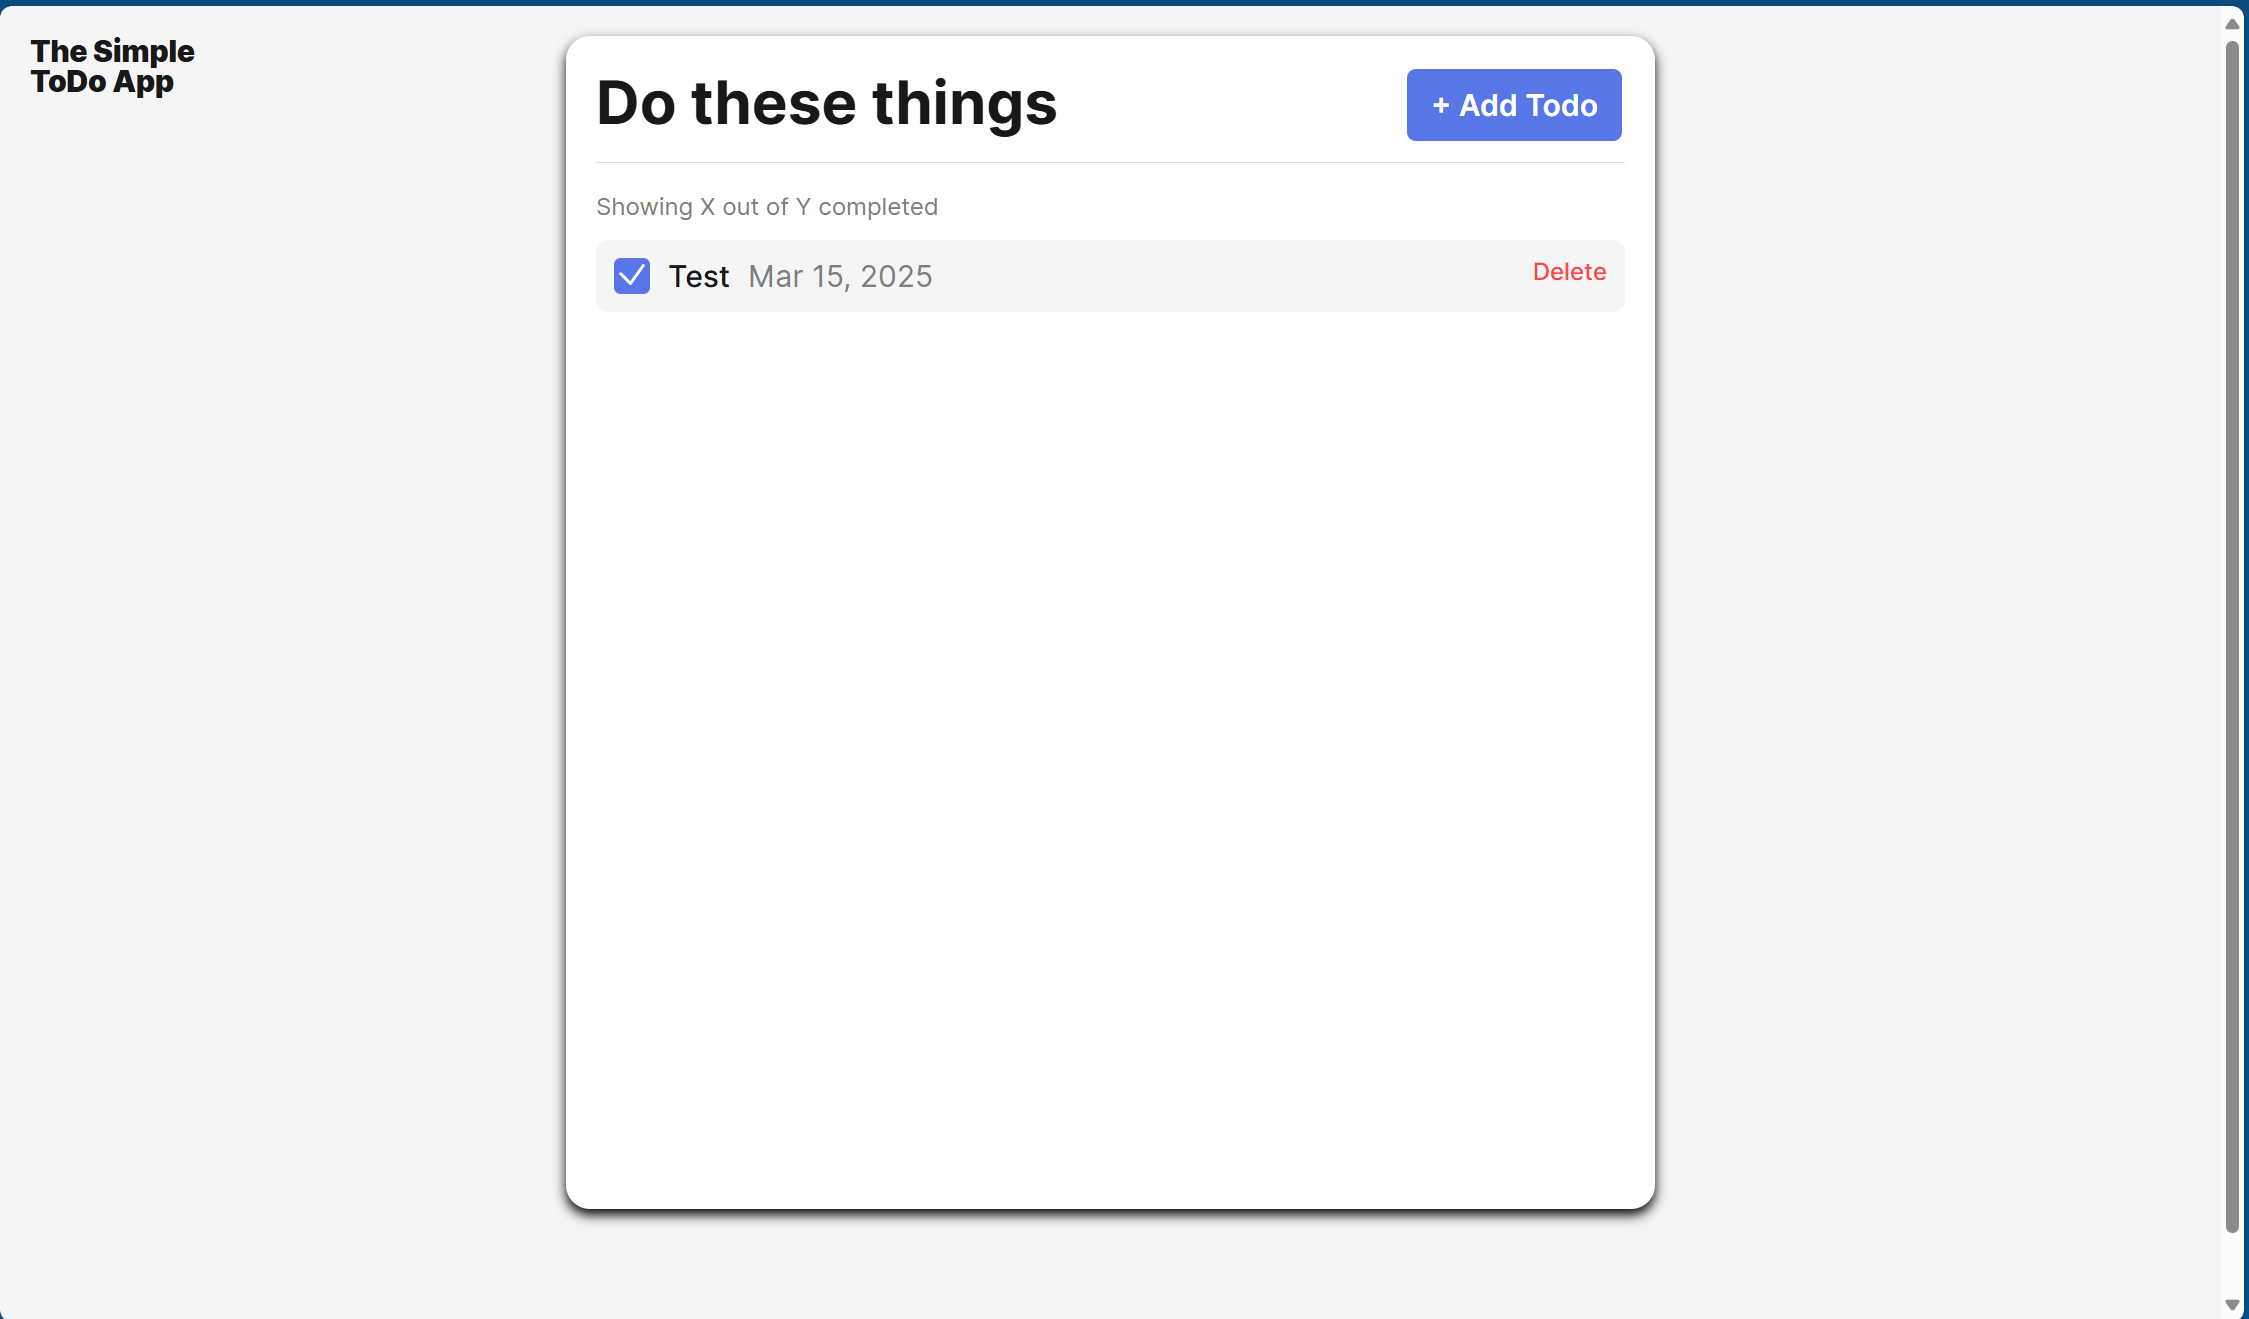 The Simple
ToDo App
Do these things
+ Add Todo
Showing X out of Y completed
Test Mar 15, 2025
Delete